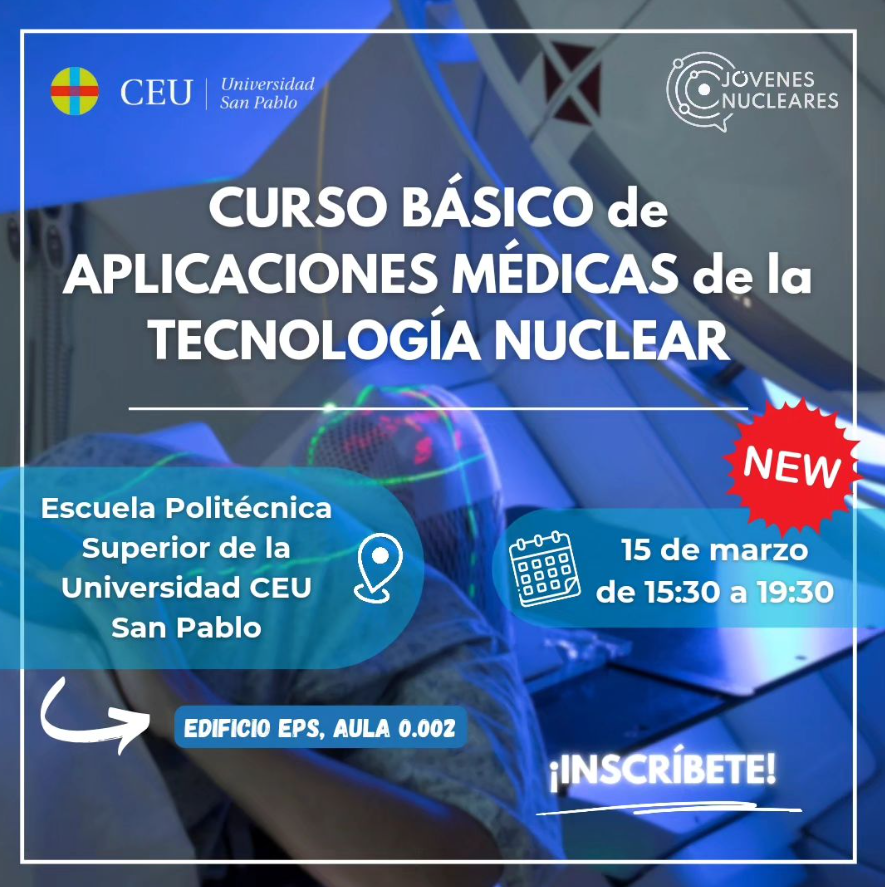 CEU
Universidad
San Pablo
JÓVENES
NUCLEARES
CURSO BÁSICO de
APLICACIONES MÉDICAS de la
TECNOLOGÍA NUCLEAR
NEW
Escuela Politécnica
Superior de la
Universidad CEU
San Pablo
15 de marzo
de 15:30 a 19:30
EDIFICIO EPS, AULA 0.002
¡INSCRÍBETE!